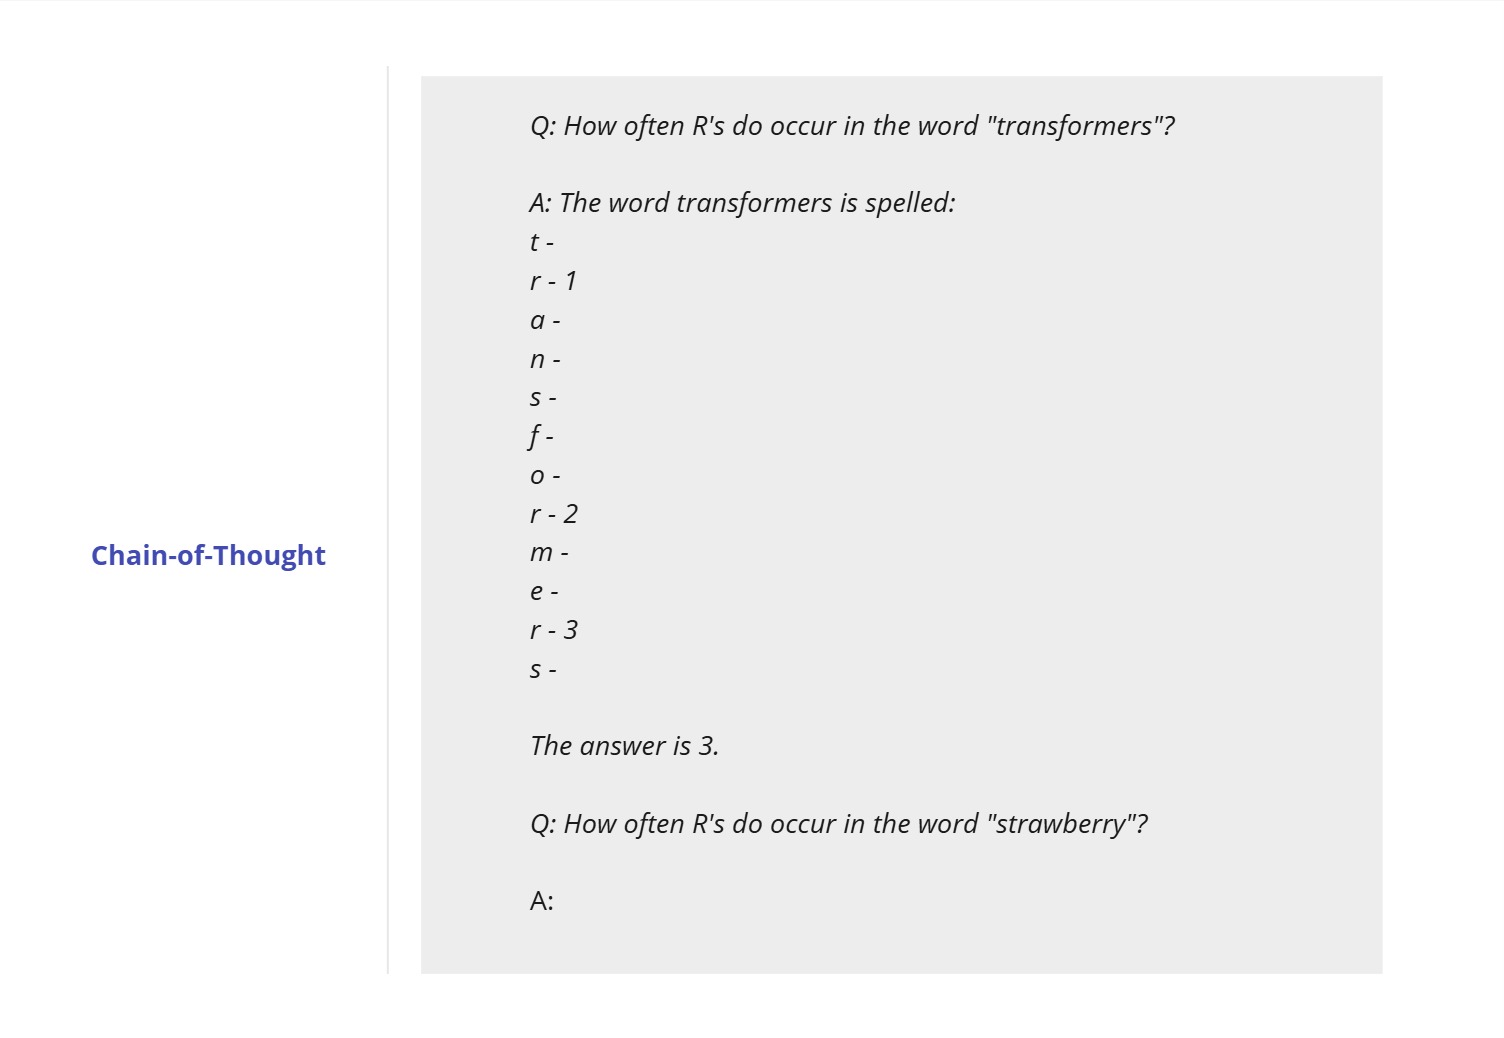 Chain-of-Thought
Q: How often R's do occur in the word "transformers"?
A: The word transformers is spelled:
t -
r - 1
a -
n -
s -
f -
o -
r - 2
m -
e -
r - 3
s -
The answer is 3.
Q: How often R's do occur in the word "strawberry"?
A: